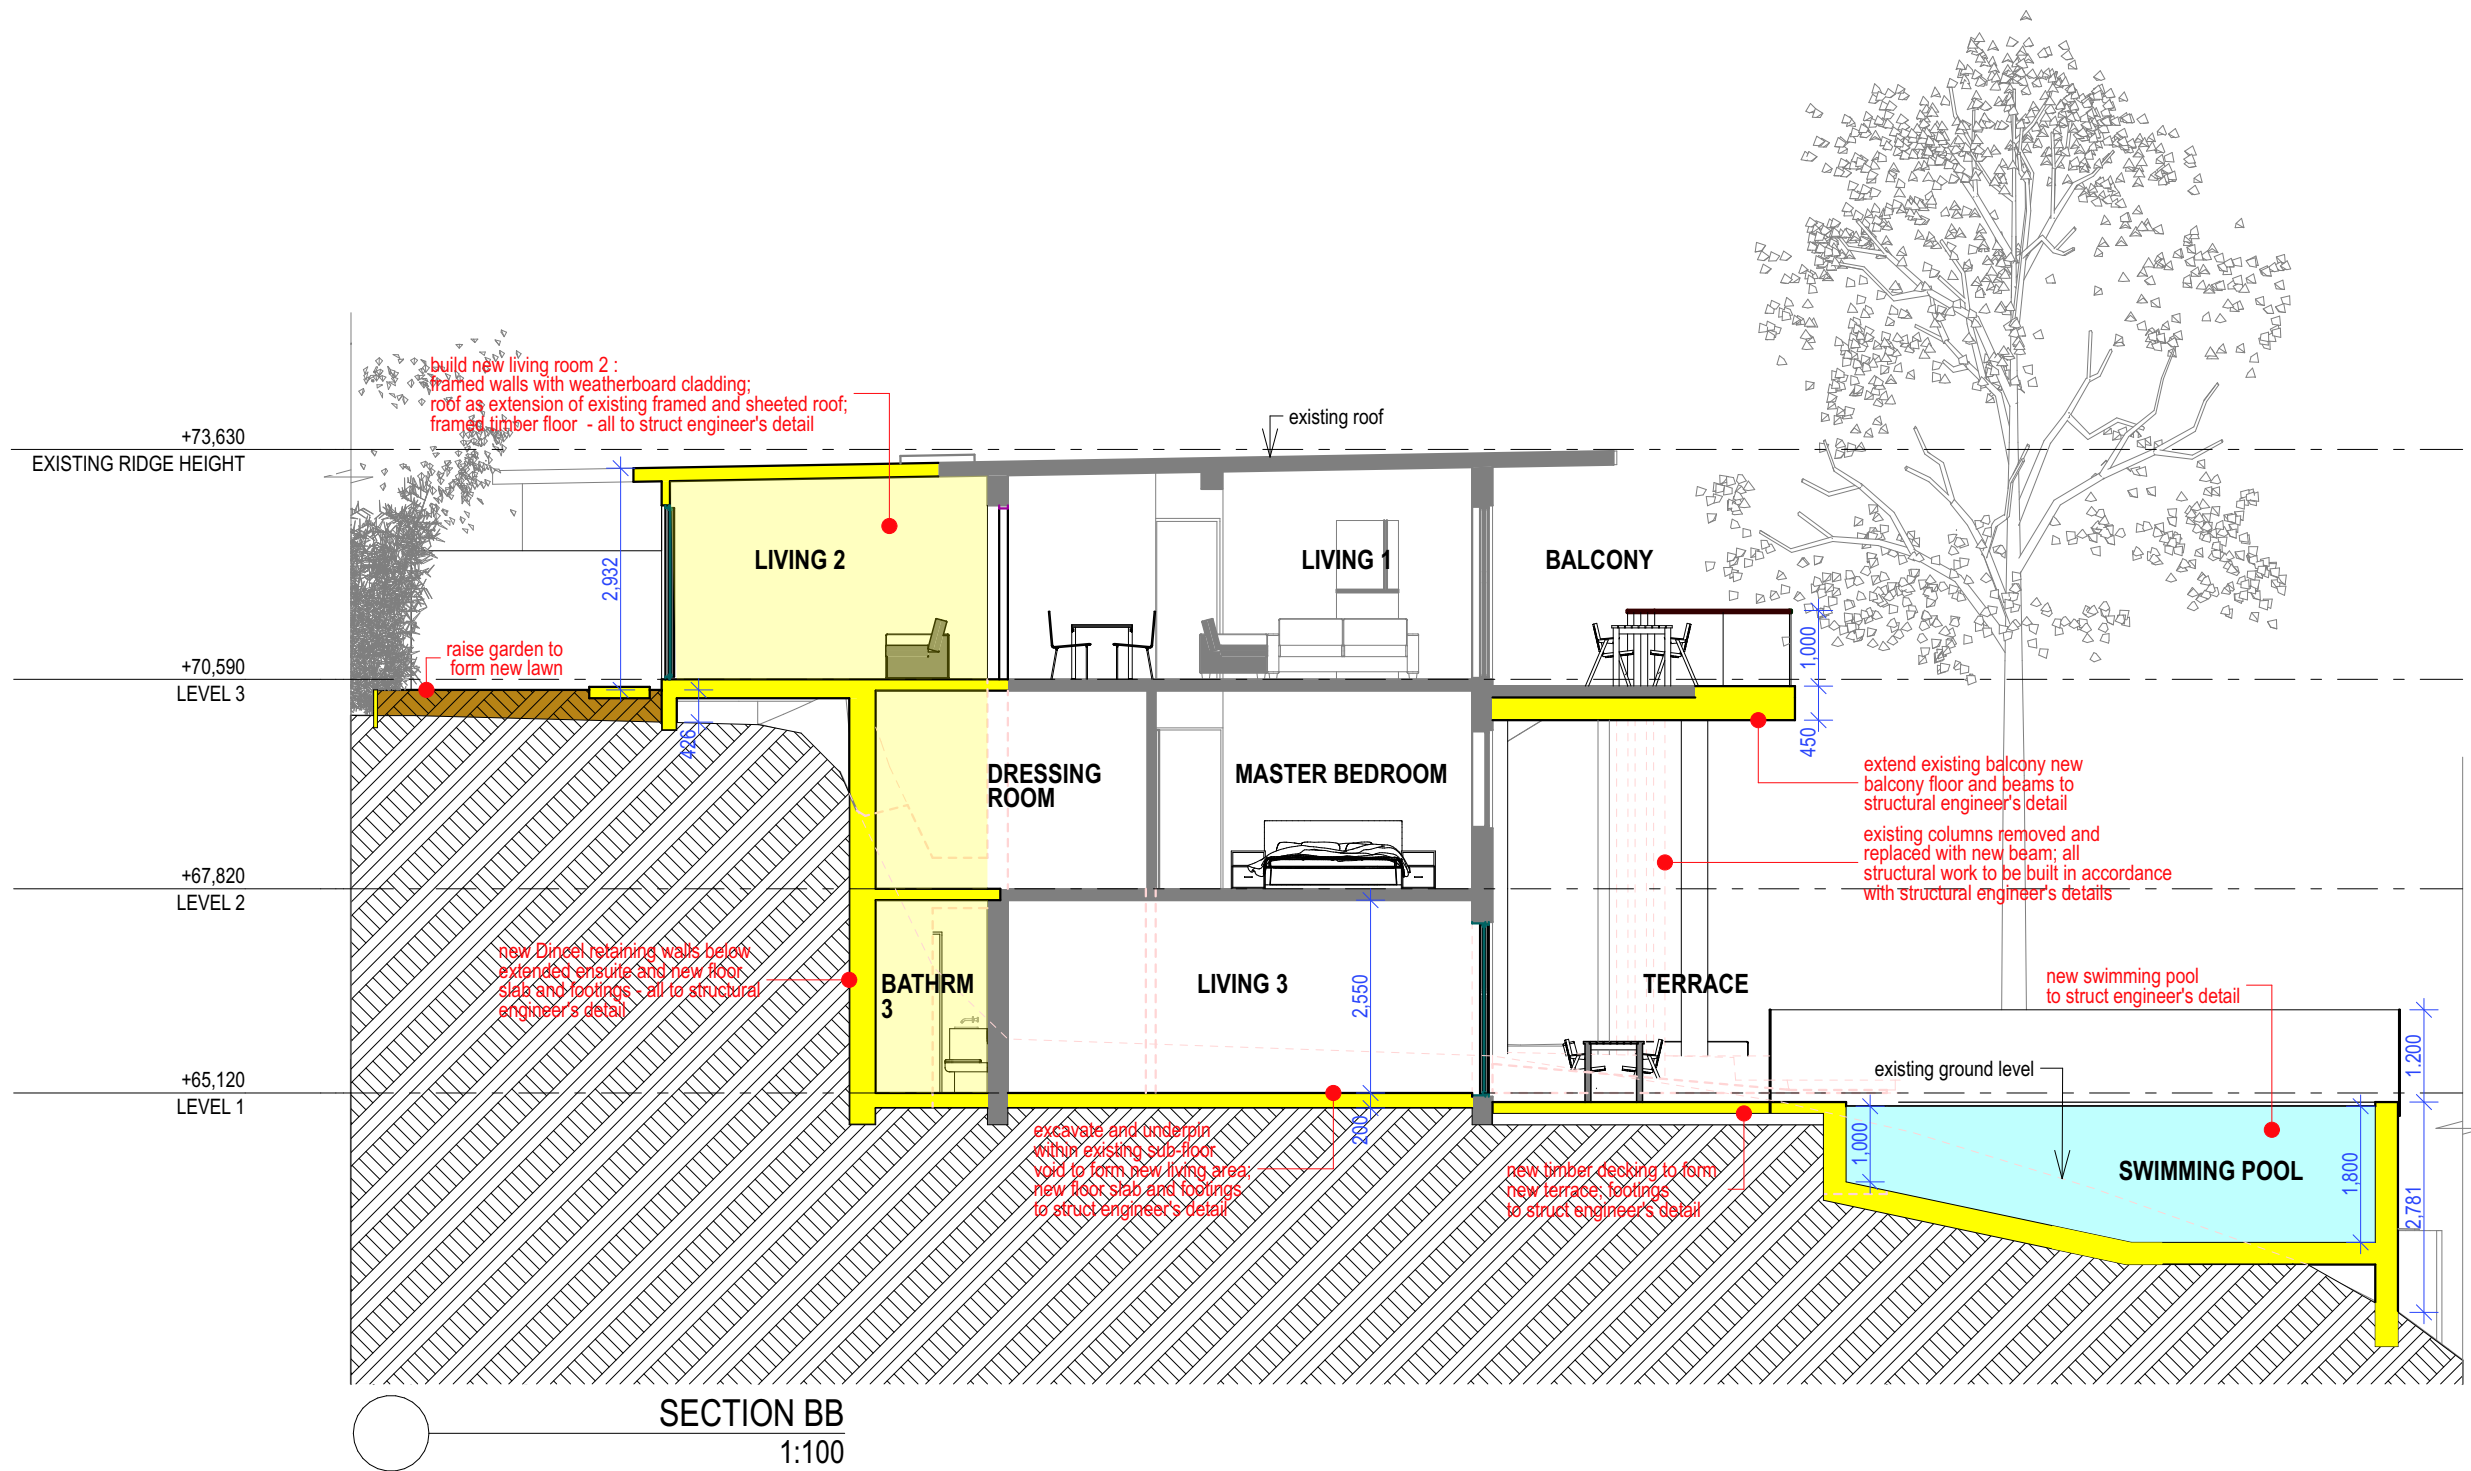 build new living room 2 :
framed walls with weatherboard cladding;
roof as extension of existing framed and sheeted roof;
framed timber floor  - all to struct engineer's detail
existing roof
+73,630
EXISTING RIDGE HEIGHT
LIVING 2
LIVING 1
BALCONY
2,932
1,000
raise garden to
form new lawn
+70,590
LEVEL 3
426
450
DRESSING
ROOM
MASTER BEDROOM
extend existing balcony new
balcony floor and beams to
structural engineer's detail
existing columns removed and
replaced with new beam; all
structural work to be built in accordance
with structural engineer's details
+67,820
LEVEL 2
new Dincel retaining walls below
extended ensuite and new floor
slab and footings - all to structural
engineer's detail
BATHRM
3
LIVING 3
2,550
TERRACE
new swimming pool
to struct engineer's detail
1.200
existing ground level
+65,120
LEVEL 1
200
excavate and underpin
within existing sub-floor
void to form new living area;
new floor slab and footings
to struct engineer's detail
new timber decking to form
new terrace; footings
to struct engineer's detail
1,000
SWIMMING POOL
1,800
2,781
SECTION BB
1:100